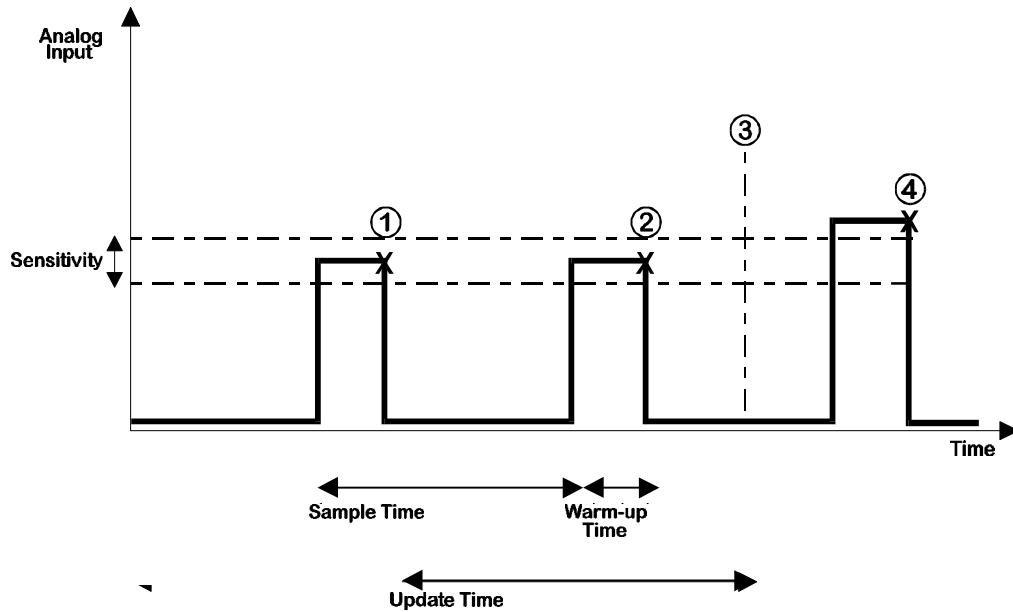 Analog
Input
③
④
①
②
Sensitivity
X
X
X
Time
Sample Time
Warm-up
Time
Update Time